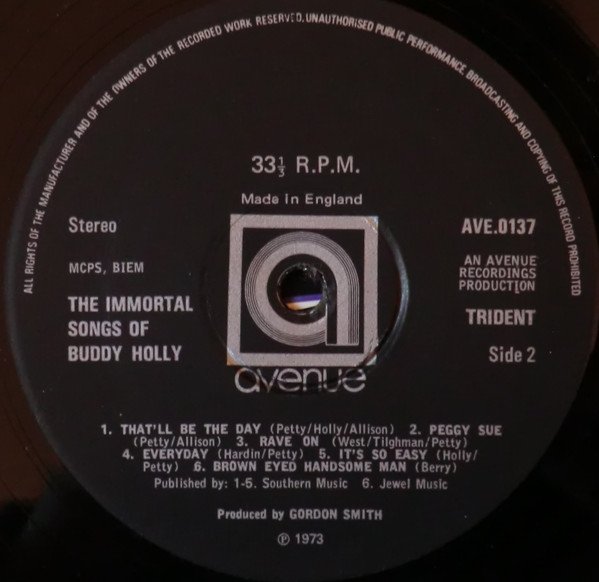 ALL RIGHTS OF THE MANUFACTURER AND OF THE OWNERS OF THE RECORDED WORK RESERVED. UNAUTHORISED PUBLIC PERFORMANCE, BROADCASTING AND COPYING OF THIS RECORD PROHIBITED
33⅓ R.P.M.
Made in England
Stereo
AVE.0137
MCPS, BIEM
AN AVENUE
RECORDINGS
PRODUCTION
THE IMMORTAL
SONGS OF
BUDDY HOLLY
TRIDENT
Side 2
avenue
1. THAT'LL BE THE DAY (Petty/Holly/Allison) 2. PEGGY SUE
(Petty/Allison) 3. RAVE ON (West/Tilghman/Petty)
4. EVERYDAY (Hardin/Petty) 5. IT'S SO EASY (Holly/
Petty) 6. BROWN EYED HANDSOME MAN (Berry)
Published by: 1-5. Southern Music 6. Jewel Music
Produced by GORDON SMITH
℗ 1973